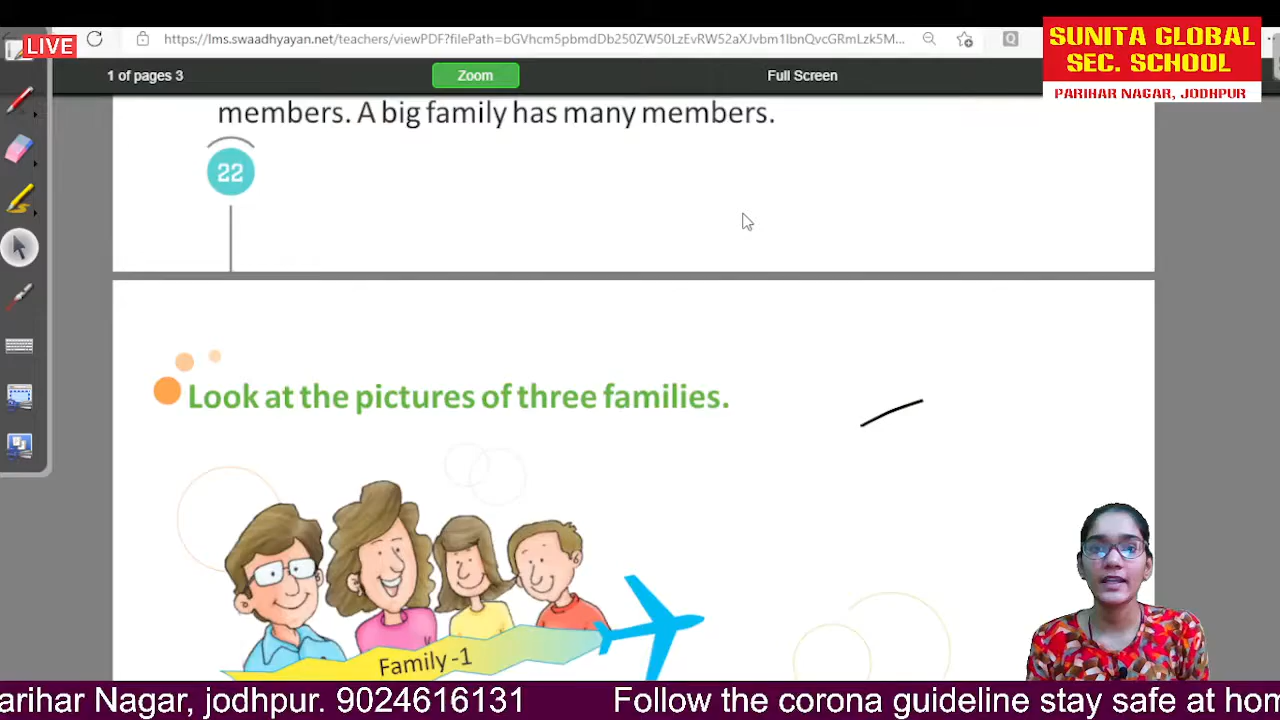 LIVE
https://lms.swaadhyayan.net/teachers/viewPDF?filePath=bGVhcm5pbmdDb250ZW50LzEvRW52aXJvbm1lbnQvcGRmLzk5M...
Q
SUNITA GLOBAL
SEC. SCHOOL
PARIHAR NAGAR, JODHPUR
1 of pages 3
Zoom
Full Screen
members. A big family has many members.
22
Look at the pictures of three families.
Family -1
arihar Nagar, jodhpur. 9024616131 Follow the corona guideline stay safe at hom